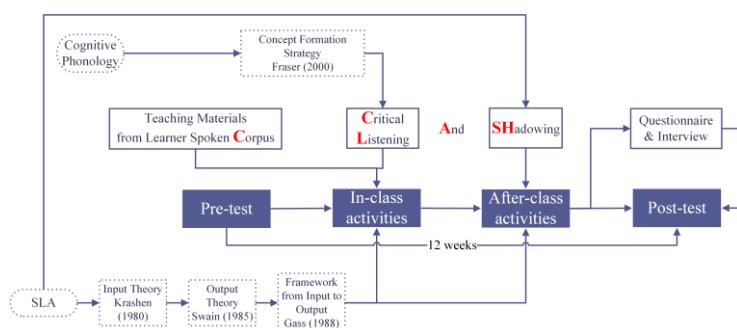 Cognitive
Phonology
Concept Formation
Strategy
Fraser (2000)
Teaching Materials
from Learner Spoken Corpus
Critical
Listening
And
SHadowing
Questionnaire
& Interview
Pre-test
In-class
activities
After-class
activities
Post-test
12 weeks
SLA
Input Theory
Krashen
(1980)
Output
Theory
Swain (1985)
Framework
from Input to
Output
Gass (1988)